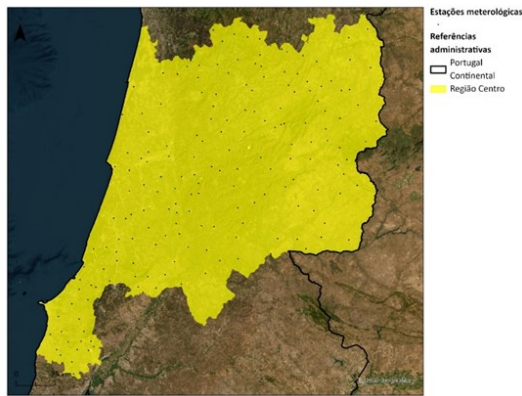 Estações meterológicas
Referências
administrativas
Portugal
Continental
Região Centro